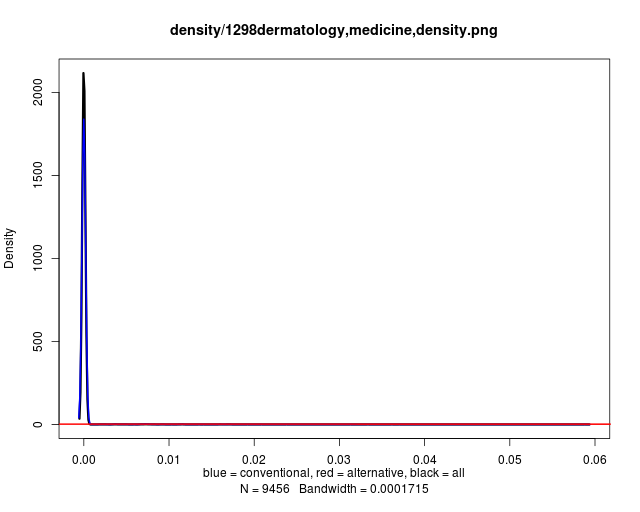 density/1298dermatology,medicine,density.png
Density
2000
1500
1000
500
0
0.00 0.01 0.02 0.03 0.04 0.05 0.06
blue = conventional, red = alternative, black = all
N = 9456 Bandwidth = 0.0001715